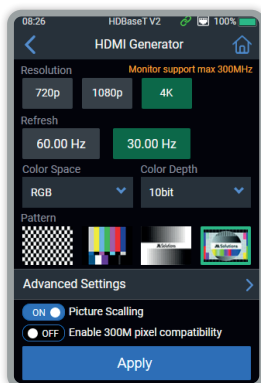 08:26 HDBaseT V2 100%
HDMI Generator
Resolution Monitor support max 300MHz
720p 1080p 4K
Refresh
60.00 Hz 30.00 Hz
Color Space Color Depth
RGB 10bit
Pattern
Advanced Settings
ON Picture Scalling
OFF Enable 300M pixel compatibility
Apply